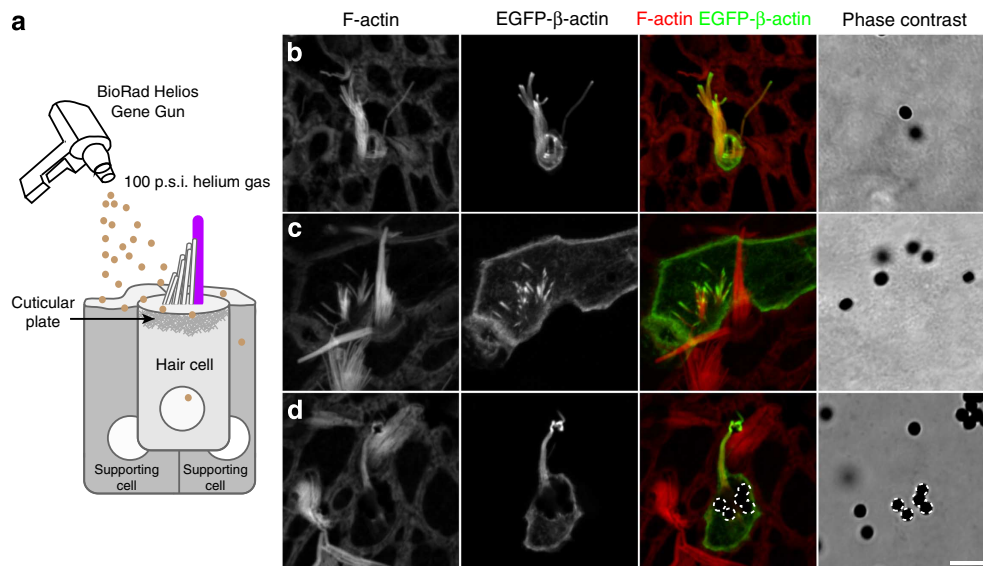 a
BioRad Helios
Gene Gun
100 p.s.i. helium gas
Cuticular
plate
Hair cell
Supporting
cell
Supporting
cell
F-actin
EGFP-β-actin
F-actin EGFP-β-actin
Phase contrast
b
c
d